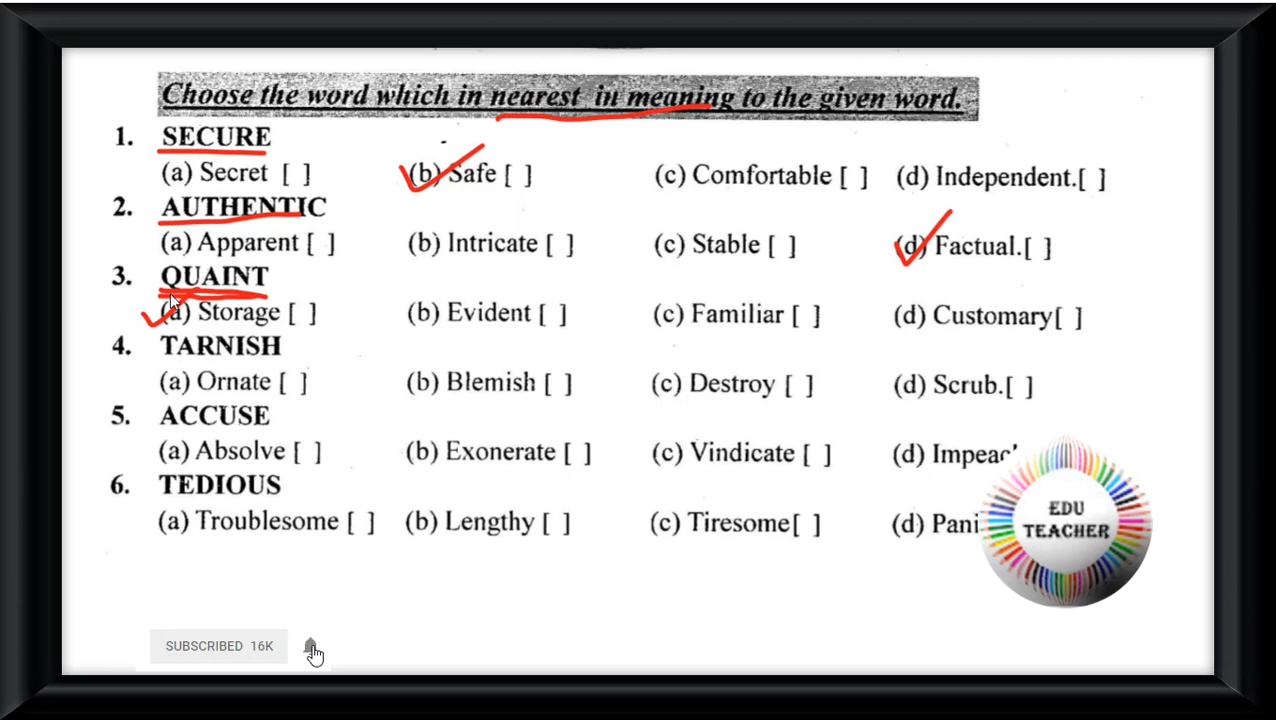 Choose the word which in nearest in meaning to the given word.
1. SECURE
(a) Secret [ ] (b) Safe [ ] (c) Comfortable [ ] (d) Independent.[ ]
2. AUTHENTIC
(a) Apparent [ ] (b) Intricate [ ] (c) Stable [ ] (d) Factual.[ ]
3. QUAINT
(a) Storage [ ] (b) Evident [ ] (c) Familiar [ ] (d) Customary[ ]
4. TARNISH
(a) Ornate [ ] (b) Blemish [ ] (c) Destroy [ ] (d) Scrub.[ ]
5. ACCUSE
(a) Absolve [ ] (b) Exonerate [ ] (c) Vindicate [ ] (d)
6. TEDIOUS
(a) Troublesome [ ] (b) Lengthy [ ] (c) Tiresome[ ] (d)
EDU
TEACHER
SUBSCRIBED 16K